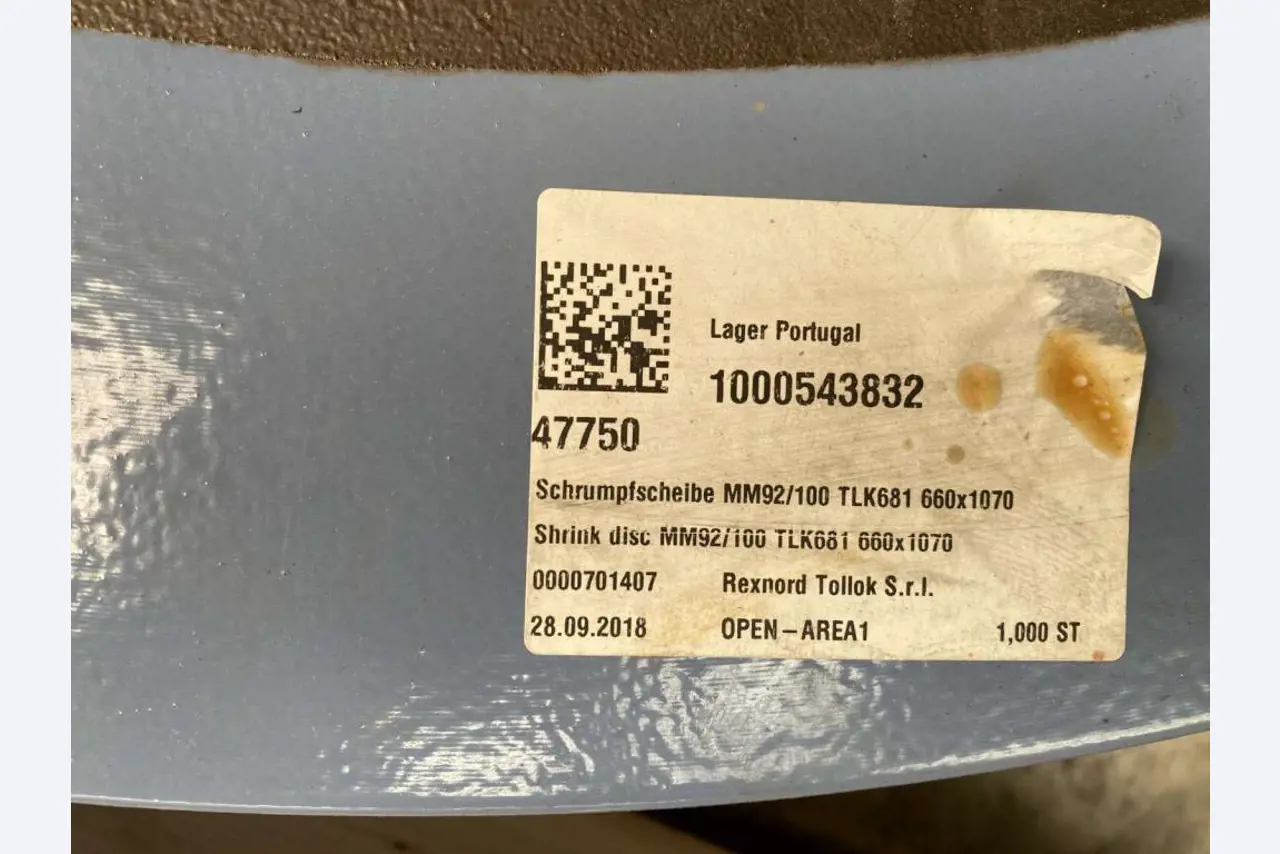 Lager Portugal
1000543832
47750
Schrumpfscheibe MM92/100 TLK681 660x1070
Shrink disc MM92/100 TLK681 660x1070
0000701407 Rexnord Tollok S.r.l.
28.09.2018 OPEN-AREA1 1,000 ST